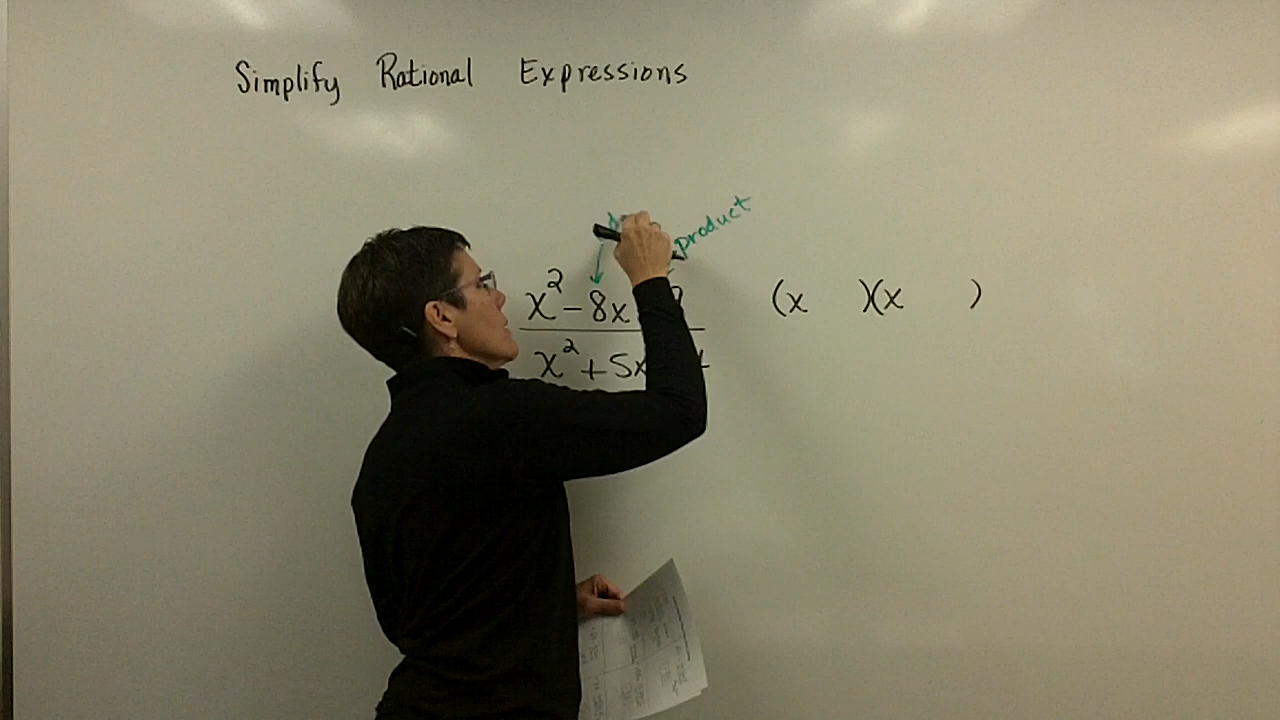 Simplify Rational Expressions
product
x² - 8x
(x )(x )
x² + 5x